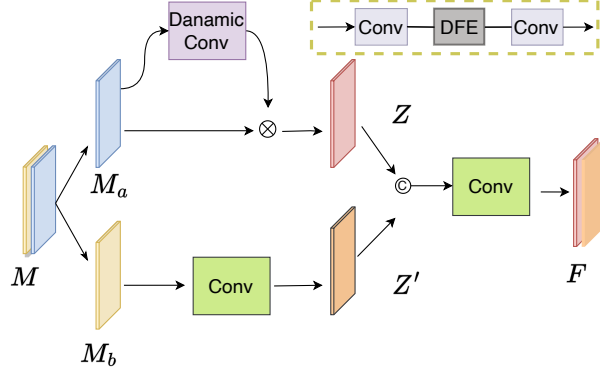 Danamic
Conv
Conv
DFE
Conv
M_a
Z
©
Conv
M
F
Conv
Z'
M_b